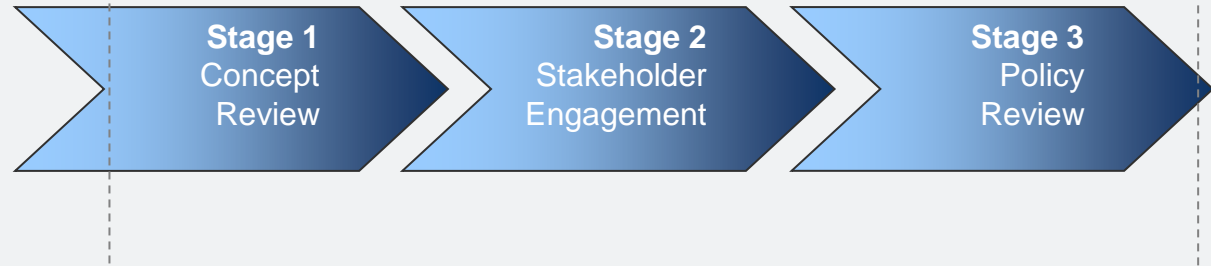 Stage 1
Concept
Review
Stage 2
Stakeholder
Engagement
Stage 3
Policy
Review